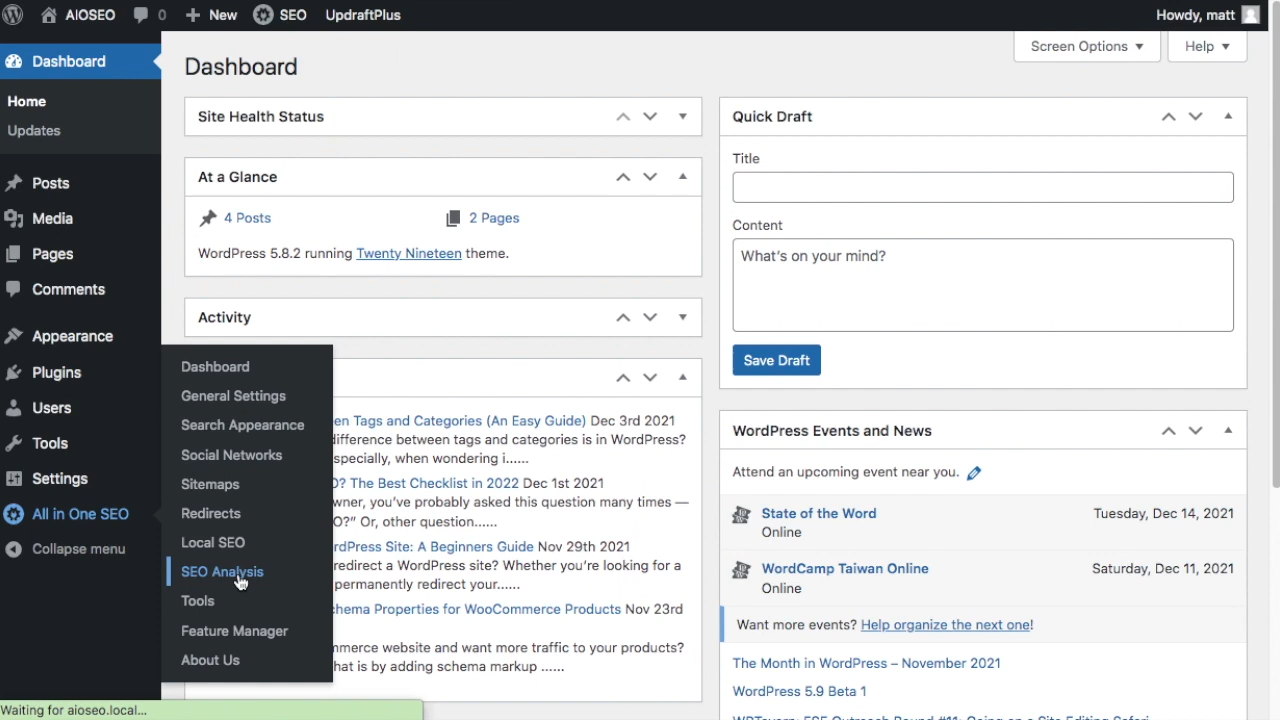 AIOSEO 0 New SEO UpdraftPlus Howdy, matt
Dashboard
Home
Updates
Posts
Media
Pages
Comments
Appearance
Plugins
Users
Tools
Settings
All in One SEO
Collapse menu
Dashboard
General Settings
Search Appearance
Social Networks
Sitemaps
Redirects
Local SEO
SEO Analysis
Tools
Feature Manager
About Us
Screen Options Help
Dashboard
Site Health Status
At a Glance
4 Posts 2 Pages
WordPress 5.8.2 running Twenty Nineteen theme.
Activity
Tags and Categories (An Easy Guide) Dec 3rd 2021
difference between tags and categories is in WordPress?
specially, when wondering i......
? The Best Checklist in 2022 Dec 1st 2021
you've probably asked this question many times —
Or, other question......
Site: A Beginners Guide Nov 29th 2021
redirect a WordPress site? Whether you're looking for a
permanently redirect your......
Properties for WooCommerce Products Nov 23rd
website and want more traffic to your products?
is by adding schema markup ......
Quick Draft
Title
Content
What's on your mind?
Save Draft
WordPress Events and News
Attend an upcoming event near you.
State of the Word Tuesday, Dec 14, 2021
Online
WordCamp Taiwan Online Saturday, Dec 11, 2021
Online
Want more events? Help organize the next one!
The Month in WordPress – November 2021
WordPress 5.9 Beta 1
Waiting for aioseo.local...